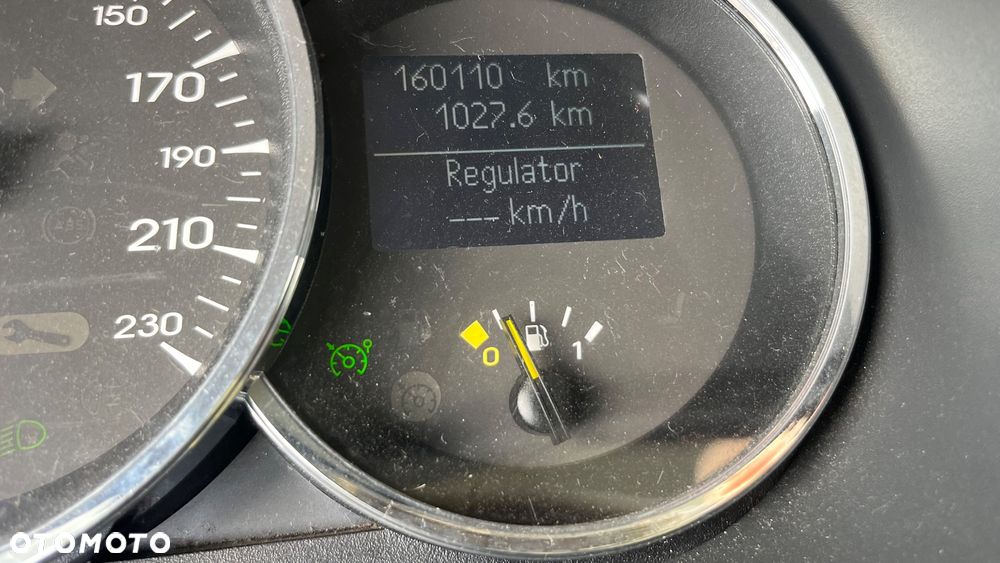 150
170
190
210
230
160110 km
1027.6 km
Regulator
--- km/h
0
1
OTOMOTO